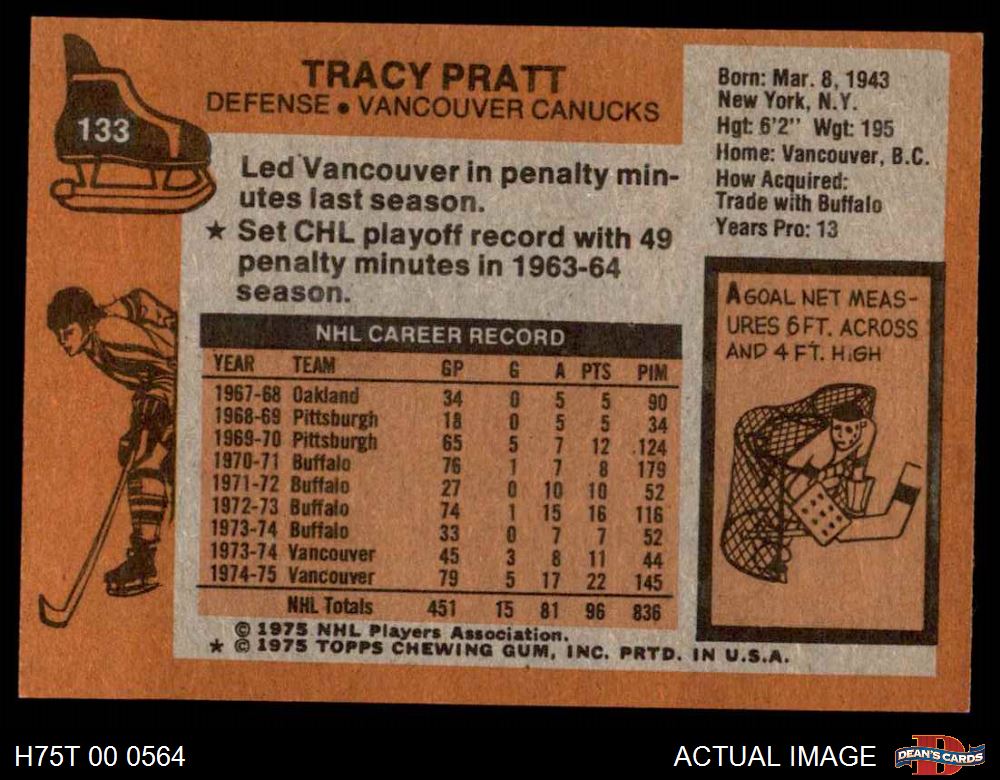 133
TRACY PRATT
DEFENSE • VANCOUVER CANUCKS
Led Vancouver in penalty min-
utes last season.
★ Set CHL playoff record with 49
penalty minutes in 1963-64
season.
Born: Mar. 8, 1943
New York, N.Y.
Hgt: 6'2" Wgt: 195
Home: Vancouver, B.C.
How Acquired:
Trade with Buffalo
Years Pro: 13
NHL CAREER RECORD
YEAR TEAM GP G A PTS PIM
1967-68 Oakland 34 0 5 5 90
1968-69 Pittsburgh 18 0 5 5 34
1969-70 Pittsburgh 65 5 7 12 124
1970-71 Buffalo 76 1 7 8 179
1971-72 Buffalo 27 0 10 10 52
1972-73 Buffalo 74 1 15 16 116
1973-74 Buffalo 33 0 7 7 52
1973-74 Vancouver 45 3 8 11 44
1974-75 Vancouver 79 5 17 22 145
NHL Totals 451 15 81 96 836
© 1975 NHL Players Association.
★ © 1975 TOPPS CHEWING GUM, INC. PRTD. IN U.S.A.
A GOAL NET MEAS-
URES 6 FT. ACROSS
AND 4 FT. HIGH
H75T 00 0564
ACTUAL IMAGE
D
DEAN'S CARDS